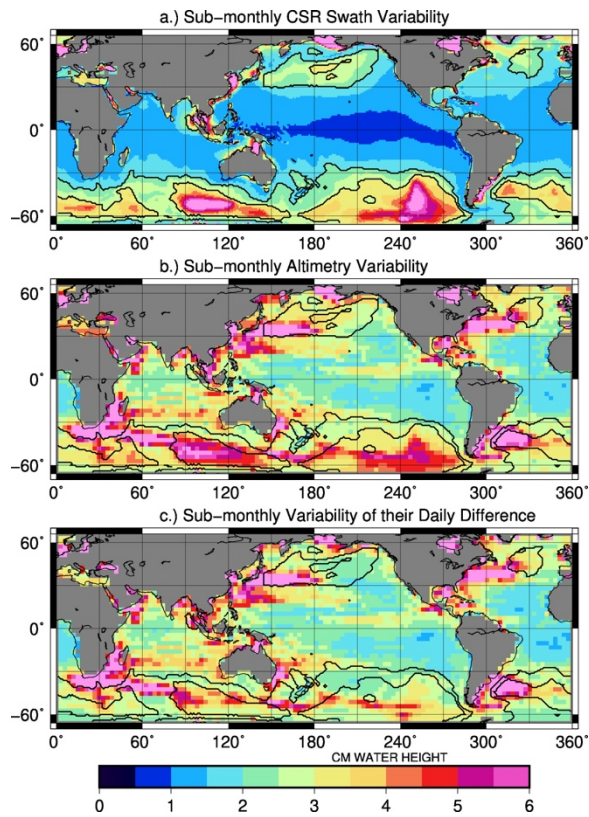 a.) Sub-monthly CSR Swath Variability
60°
0°
−60°
0° 60° 120° 180° 240° 300° 360°
b.) Sub-monthly Altimetry Variability
60°
0°
−60°
0° 60° 120° 180° 240° 300° 360°
c.) Sub-monthly Variability of their Daily Difference
60°
0°
−60°
0° 60° 120° 180° 240° 300° 360°
CM WATER HEIGHT
0 1 2 3 4 5 6